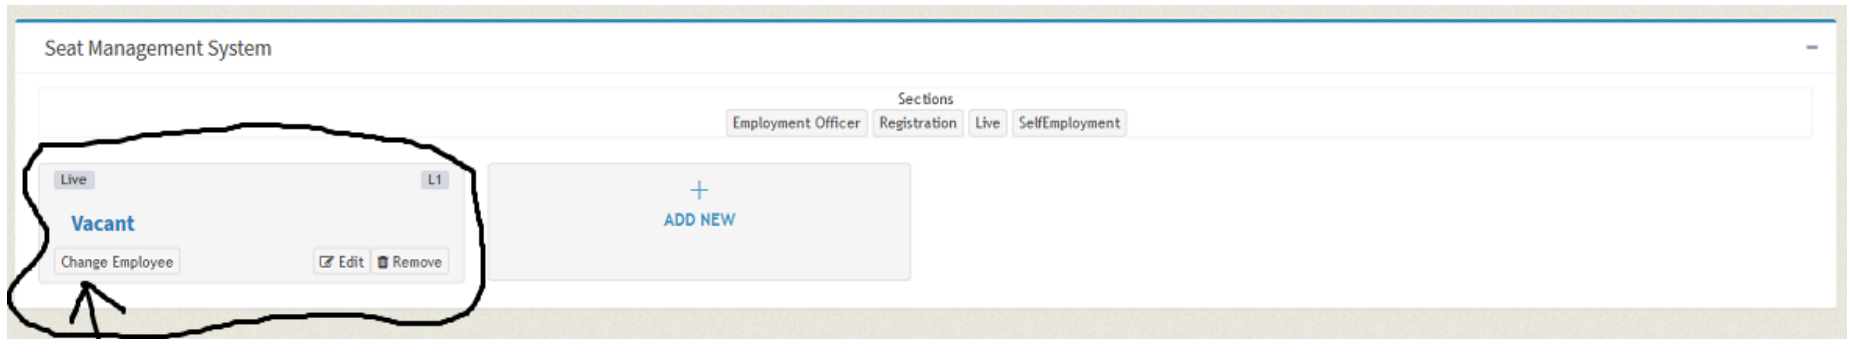 Seat Management System
Sections
Employment Officer Registration Live SelfEmployment
Live L1
Vacant
Change Employee Edit Remove
ADD NEW